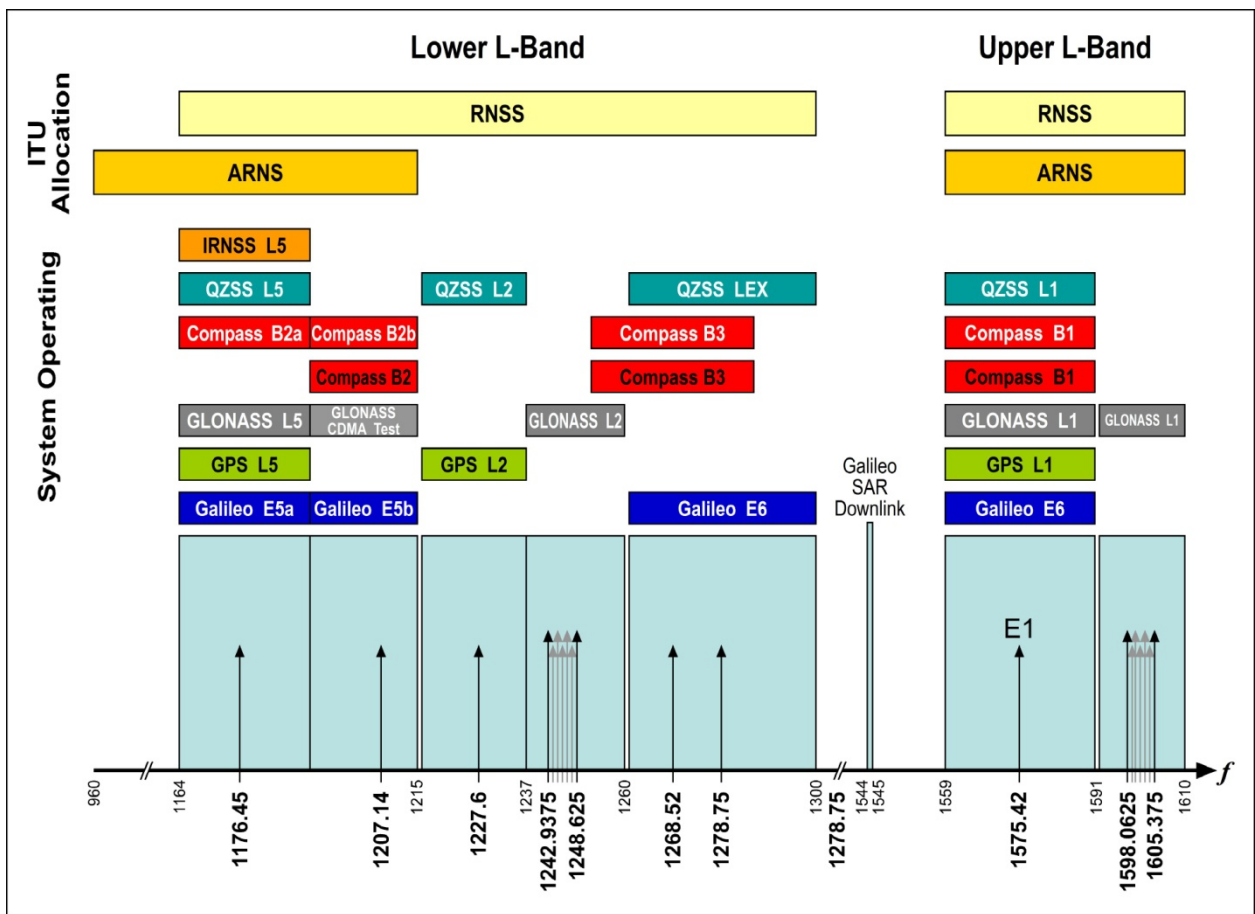 Lower L-Band
Upper L-Band
ITU
Allocation
RNSS
RNSS
ARNS
ARNS
System Operating
IRNSS L5
QZSS L5
QZSS L2
QZSS LEX
QZSS L1
Compass B2a
Compass B2b
Compass B3
Compass B1
Compass B2
Compass B3
Compass B1
GLONASS L5
GLONASS
CDMA Test
GLONASS L2
GLONASS L1
GLONASS L1
GPS L5
GPS L2
GPS L1
Galileo
SAR
Downlink
Galileo E5a
Galileo E5b
Galileo E6
Galileo E6
E1
f
960
1164
1176.45
1207.14
1215
1227.6
1237
1242.9375
1248.625
1260
1268.52
1278.75
1300
1278.75
1544
1545
1559
1575.42
1591
1598.0625
1605.375
1610